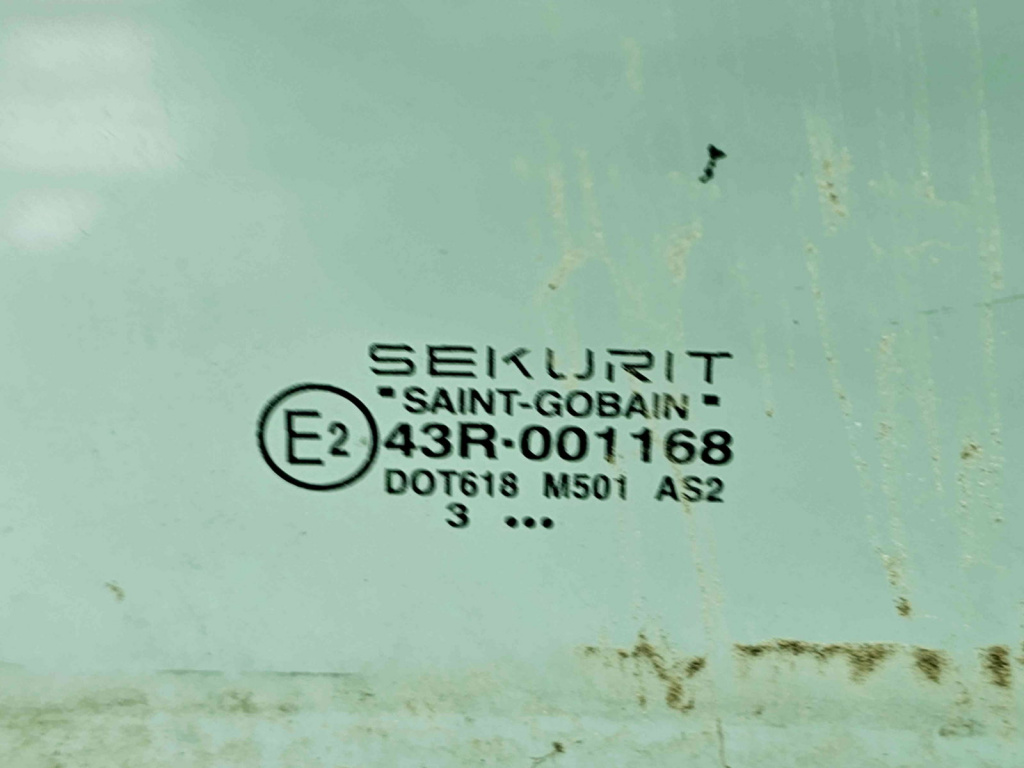 SEKURIT
"SAINT-GOBAIN"
E2 43R-001168
DOT618 M501 AS2
3 •••